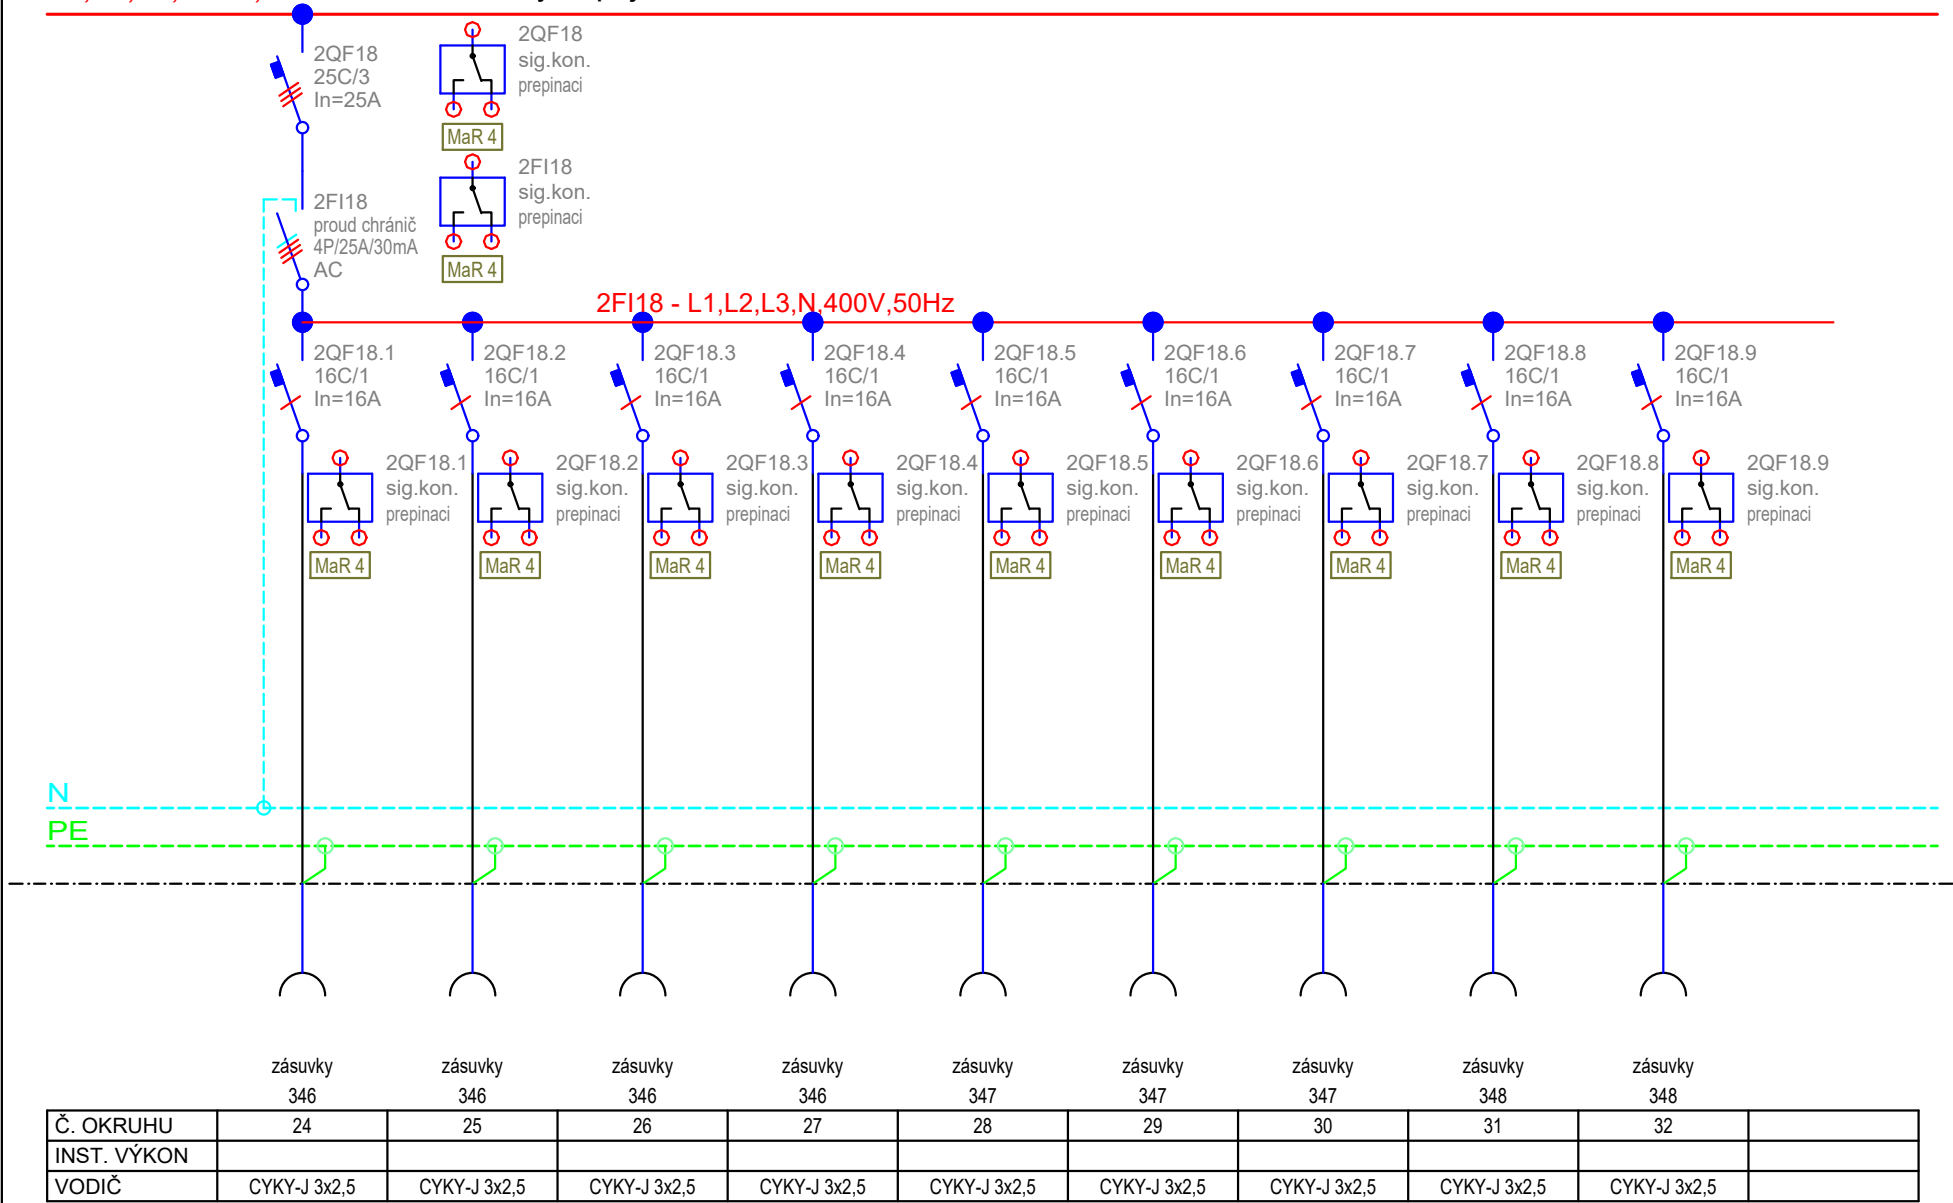 2QF18
25C/3
In=25A
2QF18
sig.kon.
prepinaci
MaR 4
2FI18
proud chránič
4P/25A/30mA
AC
2FI18
sig.kon.
prepinaci
MaR 4
2FI18 - L1,L2,L3,N,400V,50Hz
2QF18.1 2QF18.2 2QF18.3 2QF18.4 2QF18.5 2QF18.6 2QF18.7 2QF18.8 2QF18.9
16C/1 16C/1 16C/1 16C/1 16C/1 16C/1 16C/1 16C/1 16C/1
In=16A In=16A In=16A In=16A In=16A In=16A In=16A In=16A In=16A
2QF18.1 2QF18.2 2QF18.3 2QF18.4 2QF18.5 2QF18.6 2QF18.7 2QF18.8 2QF18.9
sig.kon. sig.kon. sig.kon. sig.kon. sig.kon. sig.kon. sig.kon. sig.kon. sig.kon.
prepinaci prepinaci prepinaci prepinaci prepinaci prepinaci prepinaci prepinaci prepinaci
MaR 4 MaR 4 MaR 4 MaR 4 MaR 4 MaR 4 MaR 4 MaR 4 MaR 4
N
PE
zásuvky zásuvky zásuvky zásuvky zásuvky zásuvky zásuvky zásuvky zásuvky
346 346 346 346 347 347 347 348 348
Č. OKRUHU 24 25 26 27 28 29 30 31 32
INST. VÝKON
VODIČ CYKY-J 3x2,5 CYKY-J 3x2,5 CYKY-J 3x2,5 CYKY-J 3x2,5 CYKY-J 3x2,5 CYKY-J 3x2,5 CYKY-J 3x2,5 CYKY-J 3x2,5 CYKY-J 3x2,5